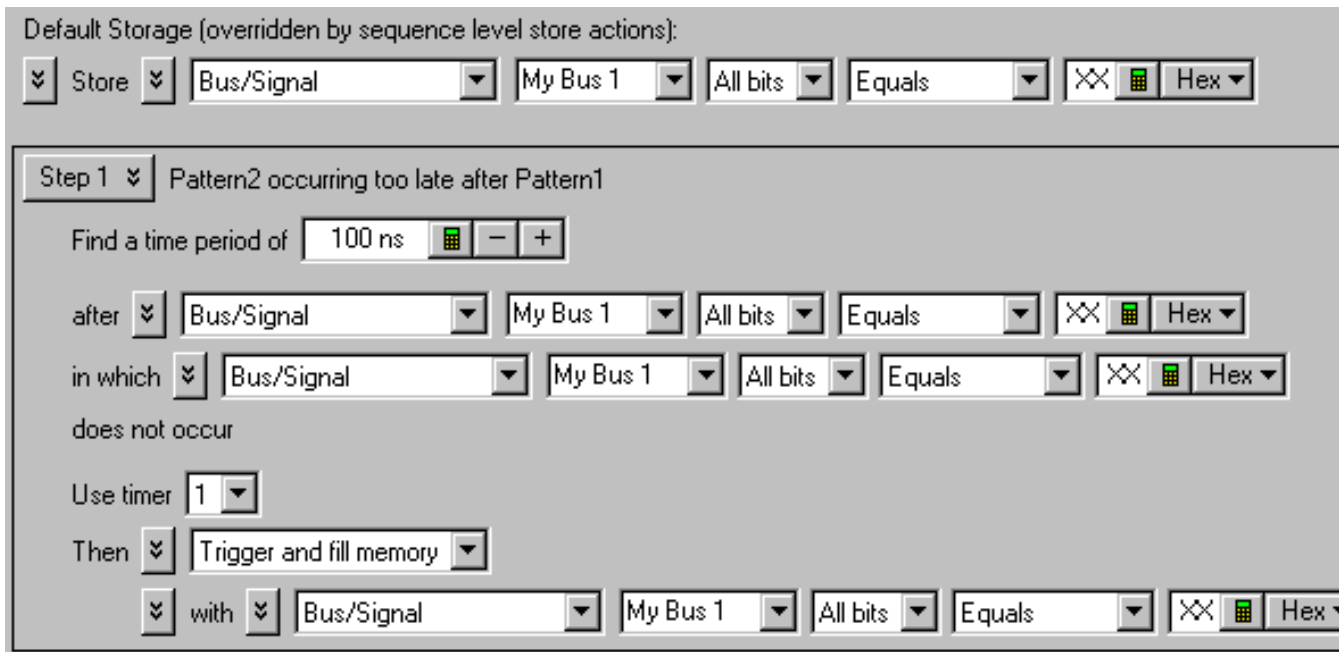 Default Storage (overridden by sequence level store actions):
Store Bus/Signal My Bus 1 All bits Equals XX Hex
Step 1 Pattern2 occurring too late after Pattern1
Find a time period of 100 ns − +
after Bus/Signal My Bus 1 All bits Equals XX Hex
in which Bus/Signal My Bus 1 All bits Equals XX Hex
does not occur
Use timer 1
Then Trigger and fill memory
with Bus/Signal My Bus 1 All bits Equals XX Hex